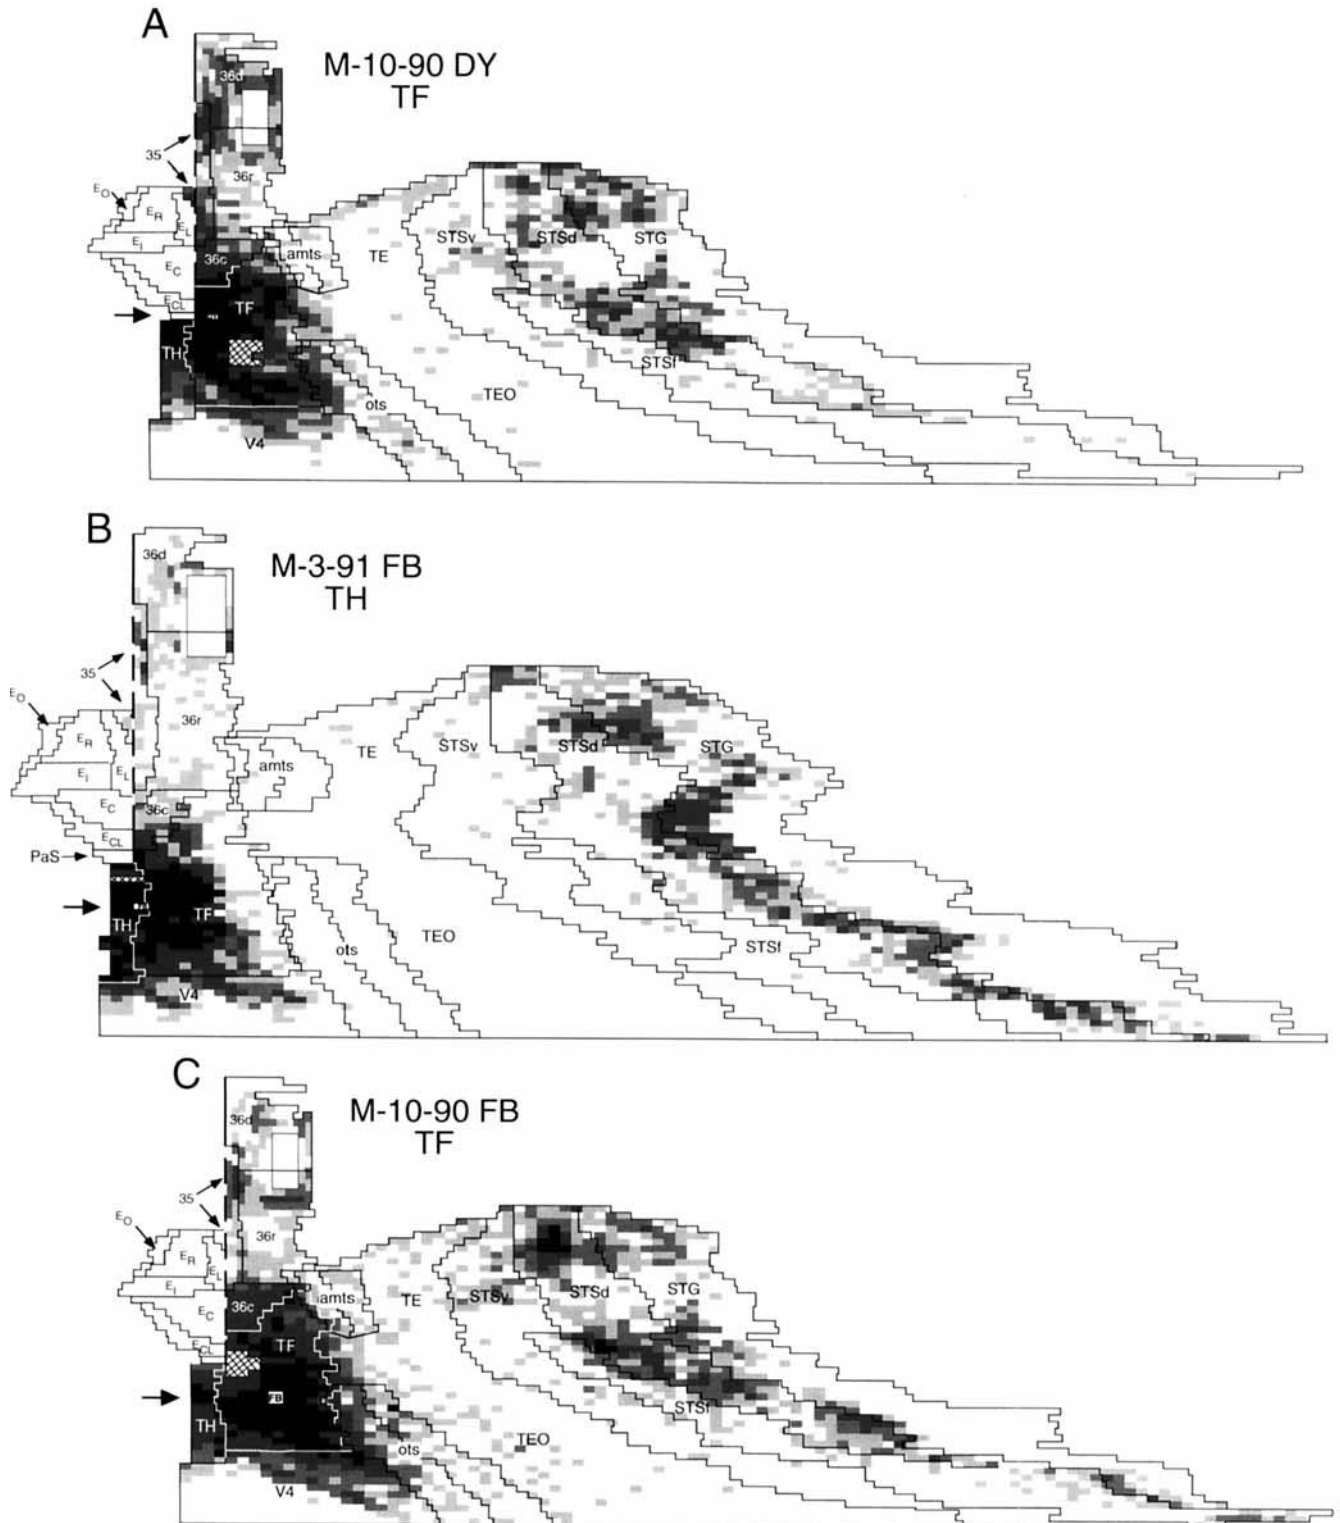 A
M-10-90 DY
TF
36d
35
36r
EO
ER
EL
EI
EC
36c
ECL
amts
TE
STSv
STSd
STG
TF
TH
STSf
TEO
ots
V4
B
M-3-91 FB
TH
36d
35
36r
EO
ER
EI
EL
EC
36c
ECL
PaS
amts
TE
STSv
STSd
STG
TH
TF
ots
TEO
STSf
V4
C
M-10-90 FB
TF
36d
35
36r
EO
ER
EL
EI
EC
36c
ECL
amts
TE
STSv
STSd
STG
TF
FB
TH
STSf
TEO
ots
V4